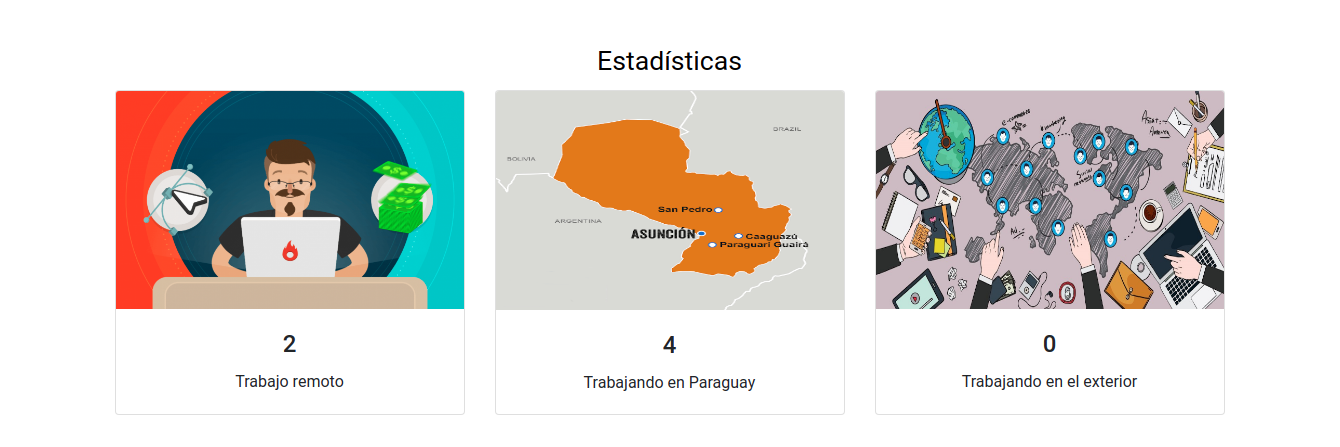 Estadísticas
BRAZIL
BOLIVIA
ARGENTINA
San Pedro
ASUNCIÓN
Caaguazú
Paraguarí Guairá
e-commerce
2
Trabajo remoto
4
Trabajando en Paraguay
0
Trabajando en el exterior